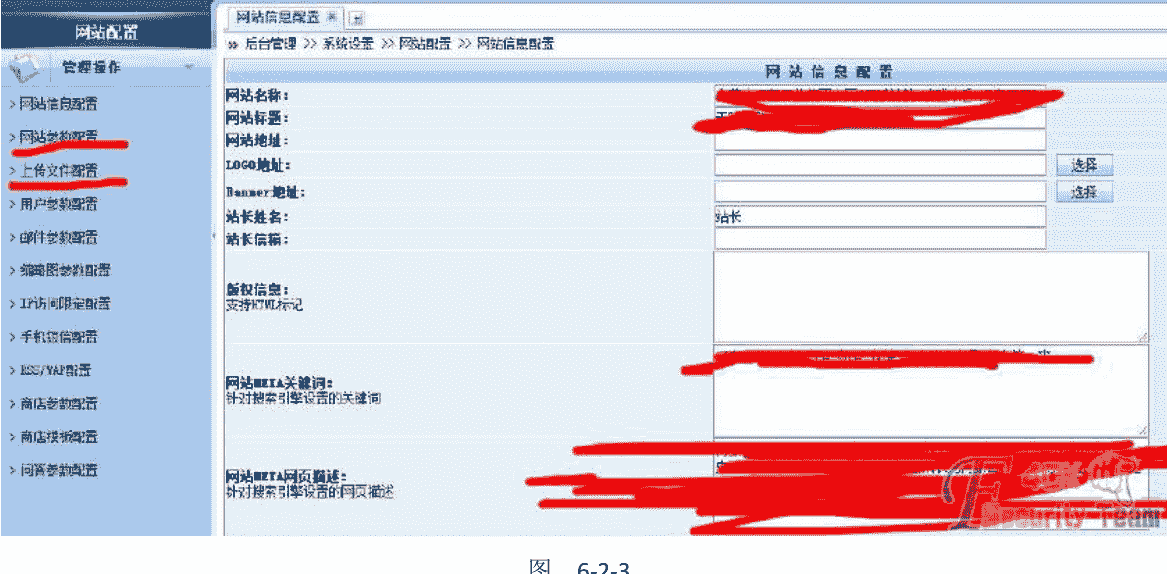 网站配置
管理操作
> 网站信息配置
> 网站参数配置
> 上传文件配置
> 用户参数配置
> 邮件参数配置
> 缩略图参数配置
> IP访问限定配置
> 手机短信配置
> RSS/WAP配置
> 商店参数配置
> 商店模板配置
> 问答参数配置
网站信息配置
>> 后台管理 >> 系统设置 >> 网站配置 >> 网站信息配置
网 站 信 息 配 置
网站名称:
网站标题:
网站地址:
LOGO地址: 选择
Banner地址: 选择
站长姓名: 站长
站长信箱:
版权信息:
支持HTML标记
网站META关键词:
针对搜索引擎设置的关键词
网站META网页描述:
针对搜索引擎设置的网页描述
Security Team
图 6-2-3